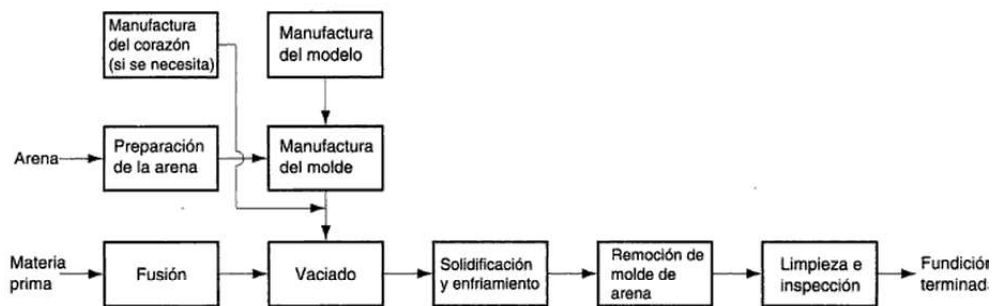 Manufactura
del corazón
(si se necesita)
Manufactura
del modelo
Arena
Preparación
de la arena
Manufactura
del molde
Materia
prima
Fusión
Vaciado
Solidificación
y enfriamiento
Remoción de
molde de
arena
Limpieza e
inspección
Fundición
terminad